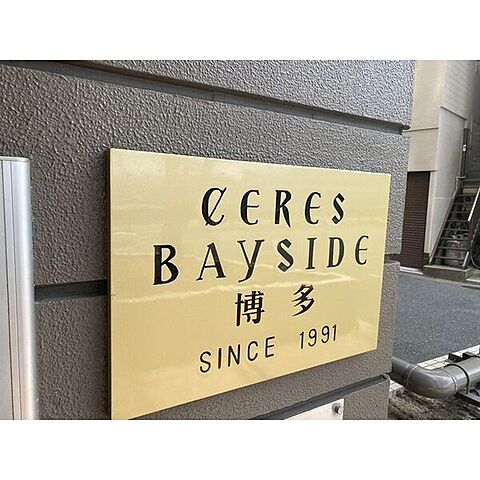 CERES
BAYSIDE
博多
SINCE 1991